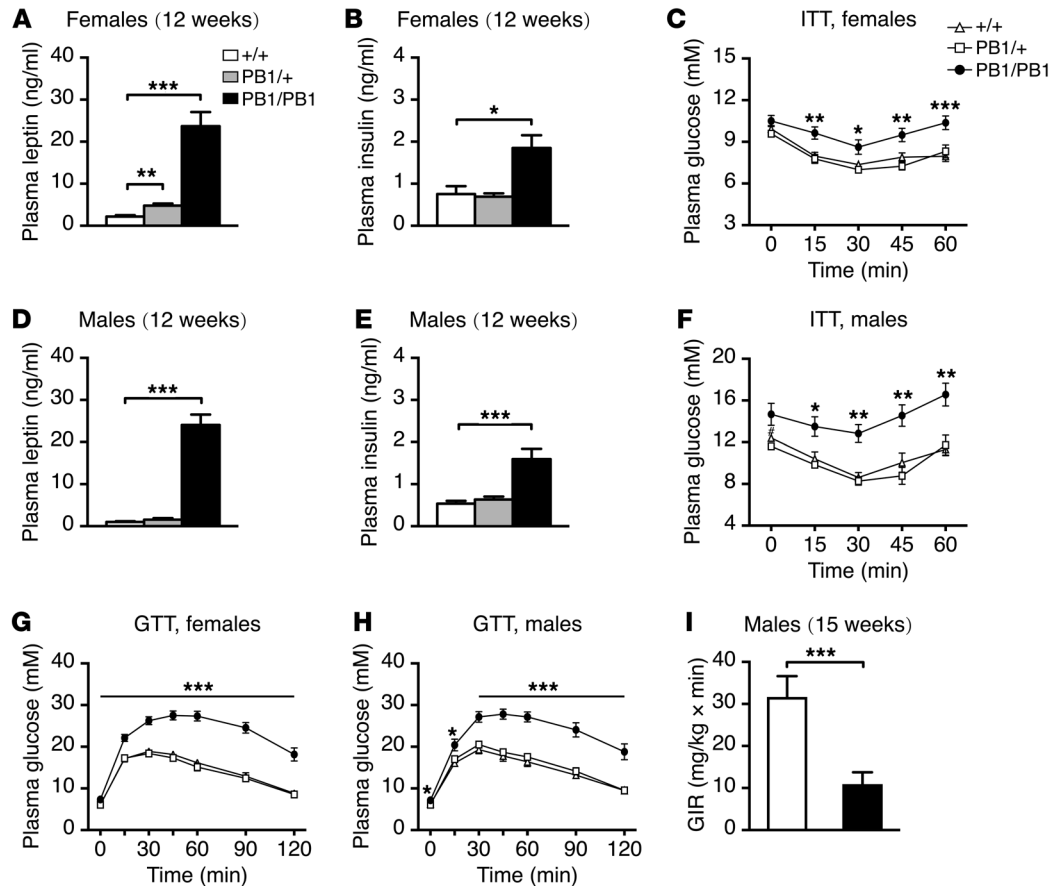 A Females (12 weeks)
Plasma leptin (ng/ml)
40
30
20
10
0
***
**
+/+
PB1/+
PB1/PB1
B Females (12 weeks)
Plasma insulin (ng/ml)
4
3
2
1
0
*
C ITT, females
Plasma glucose (mM)
15
12
9
6
3
** * ** ***
+/+
PB1/+
PB1/PB1
0 15 30 45 60
Time (min)
D Males (12 weeks)
Plasma leptin (ng/ml)
40
30
20
10
0
***
E Males (12 weeks)
Plasma insulin (ng/ml)
4
3
2
1
0
***
F ITT, males
Plasma glucose (mM)
20
16
12
8
4
#
* ** ** **
0 15 30 45 60
Time (min)
G GTT, females
Plasma glucose (mM)
40
30
20
10
0
***
0 30 60 90 120
Time (min)
H GTT, males
Plasma glucose (mM)
40
30
20
10
0
* * ***
0 30 60 90 120
Time (min)
I Males (15 weeks)
GIR (mg/kg × min)
40
30
20
10
0
***